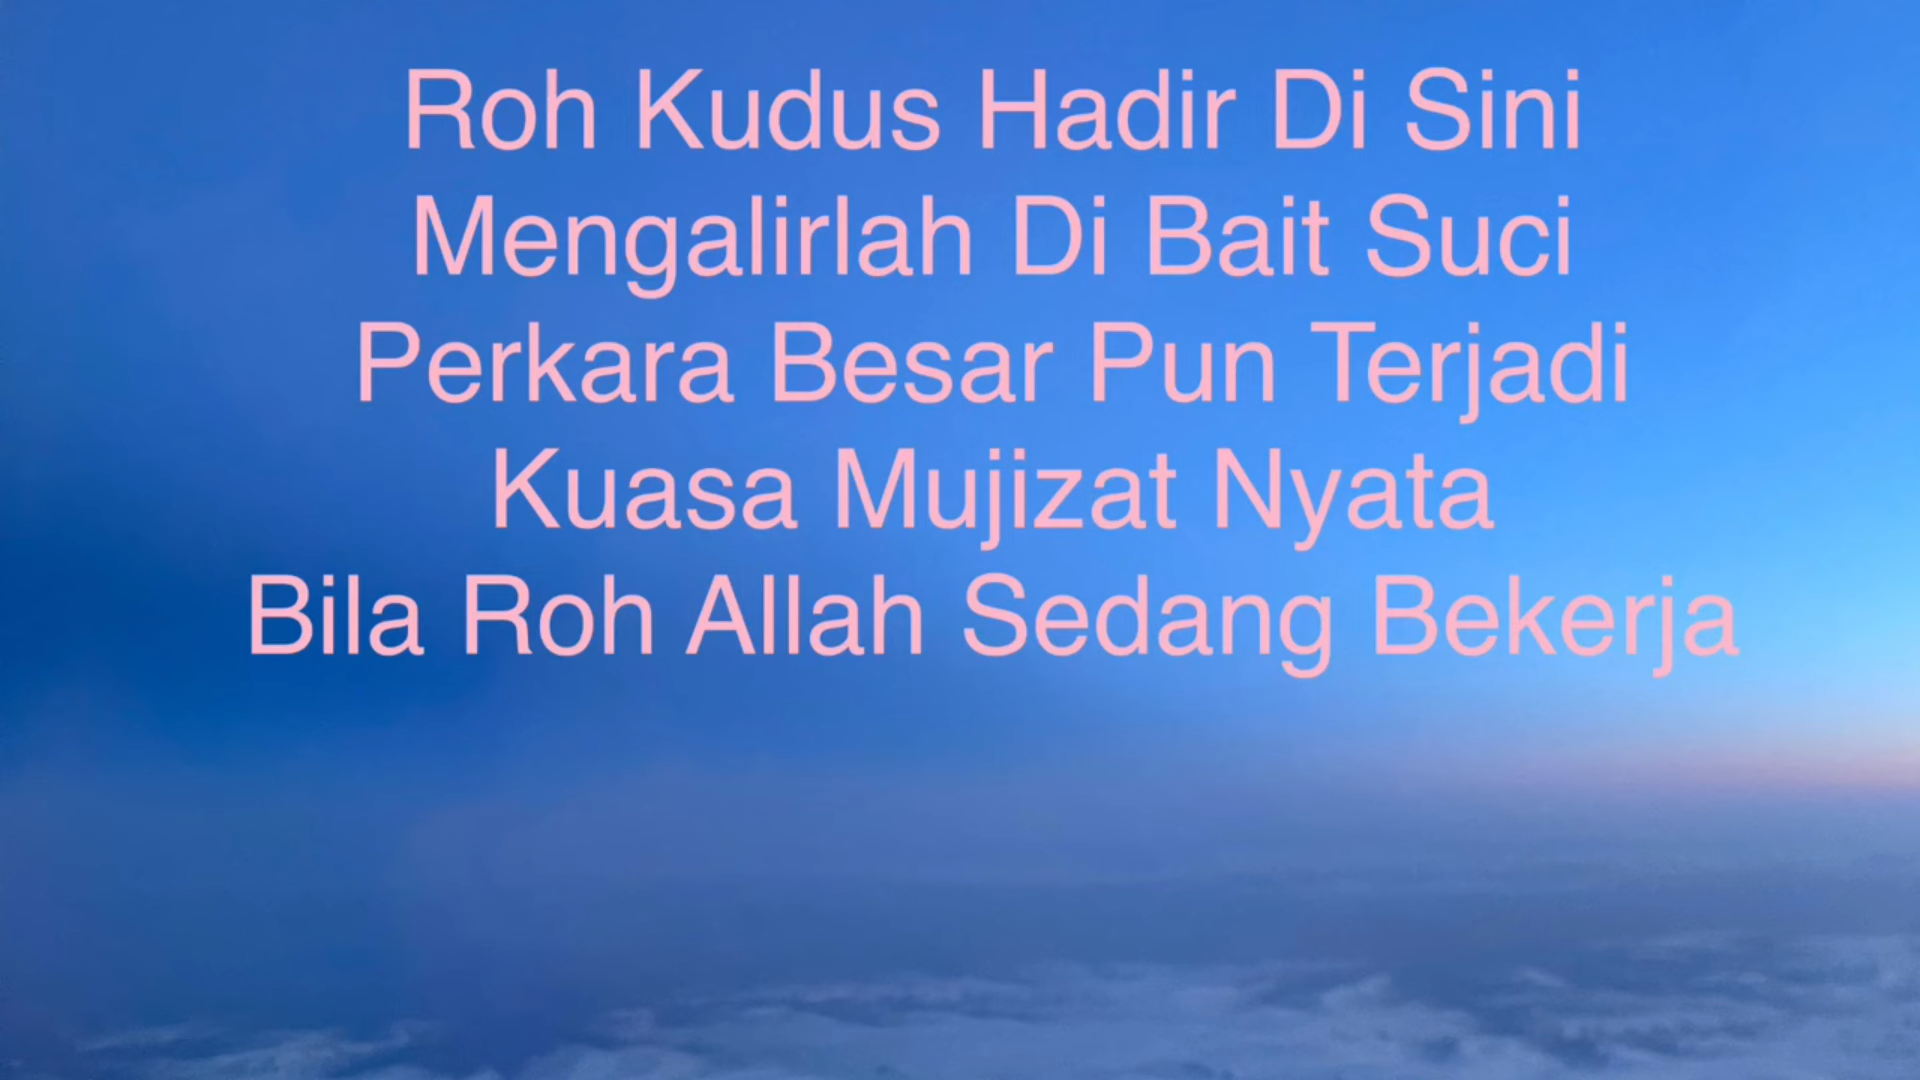 Roh Kudus Hadir Di Sini
Mengalirlah Di Bait Suci
Perkara Besar Pun Terjadi
Kuasa Mujizat Nyata
Bila Roh Allah Sedang Bekerja